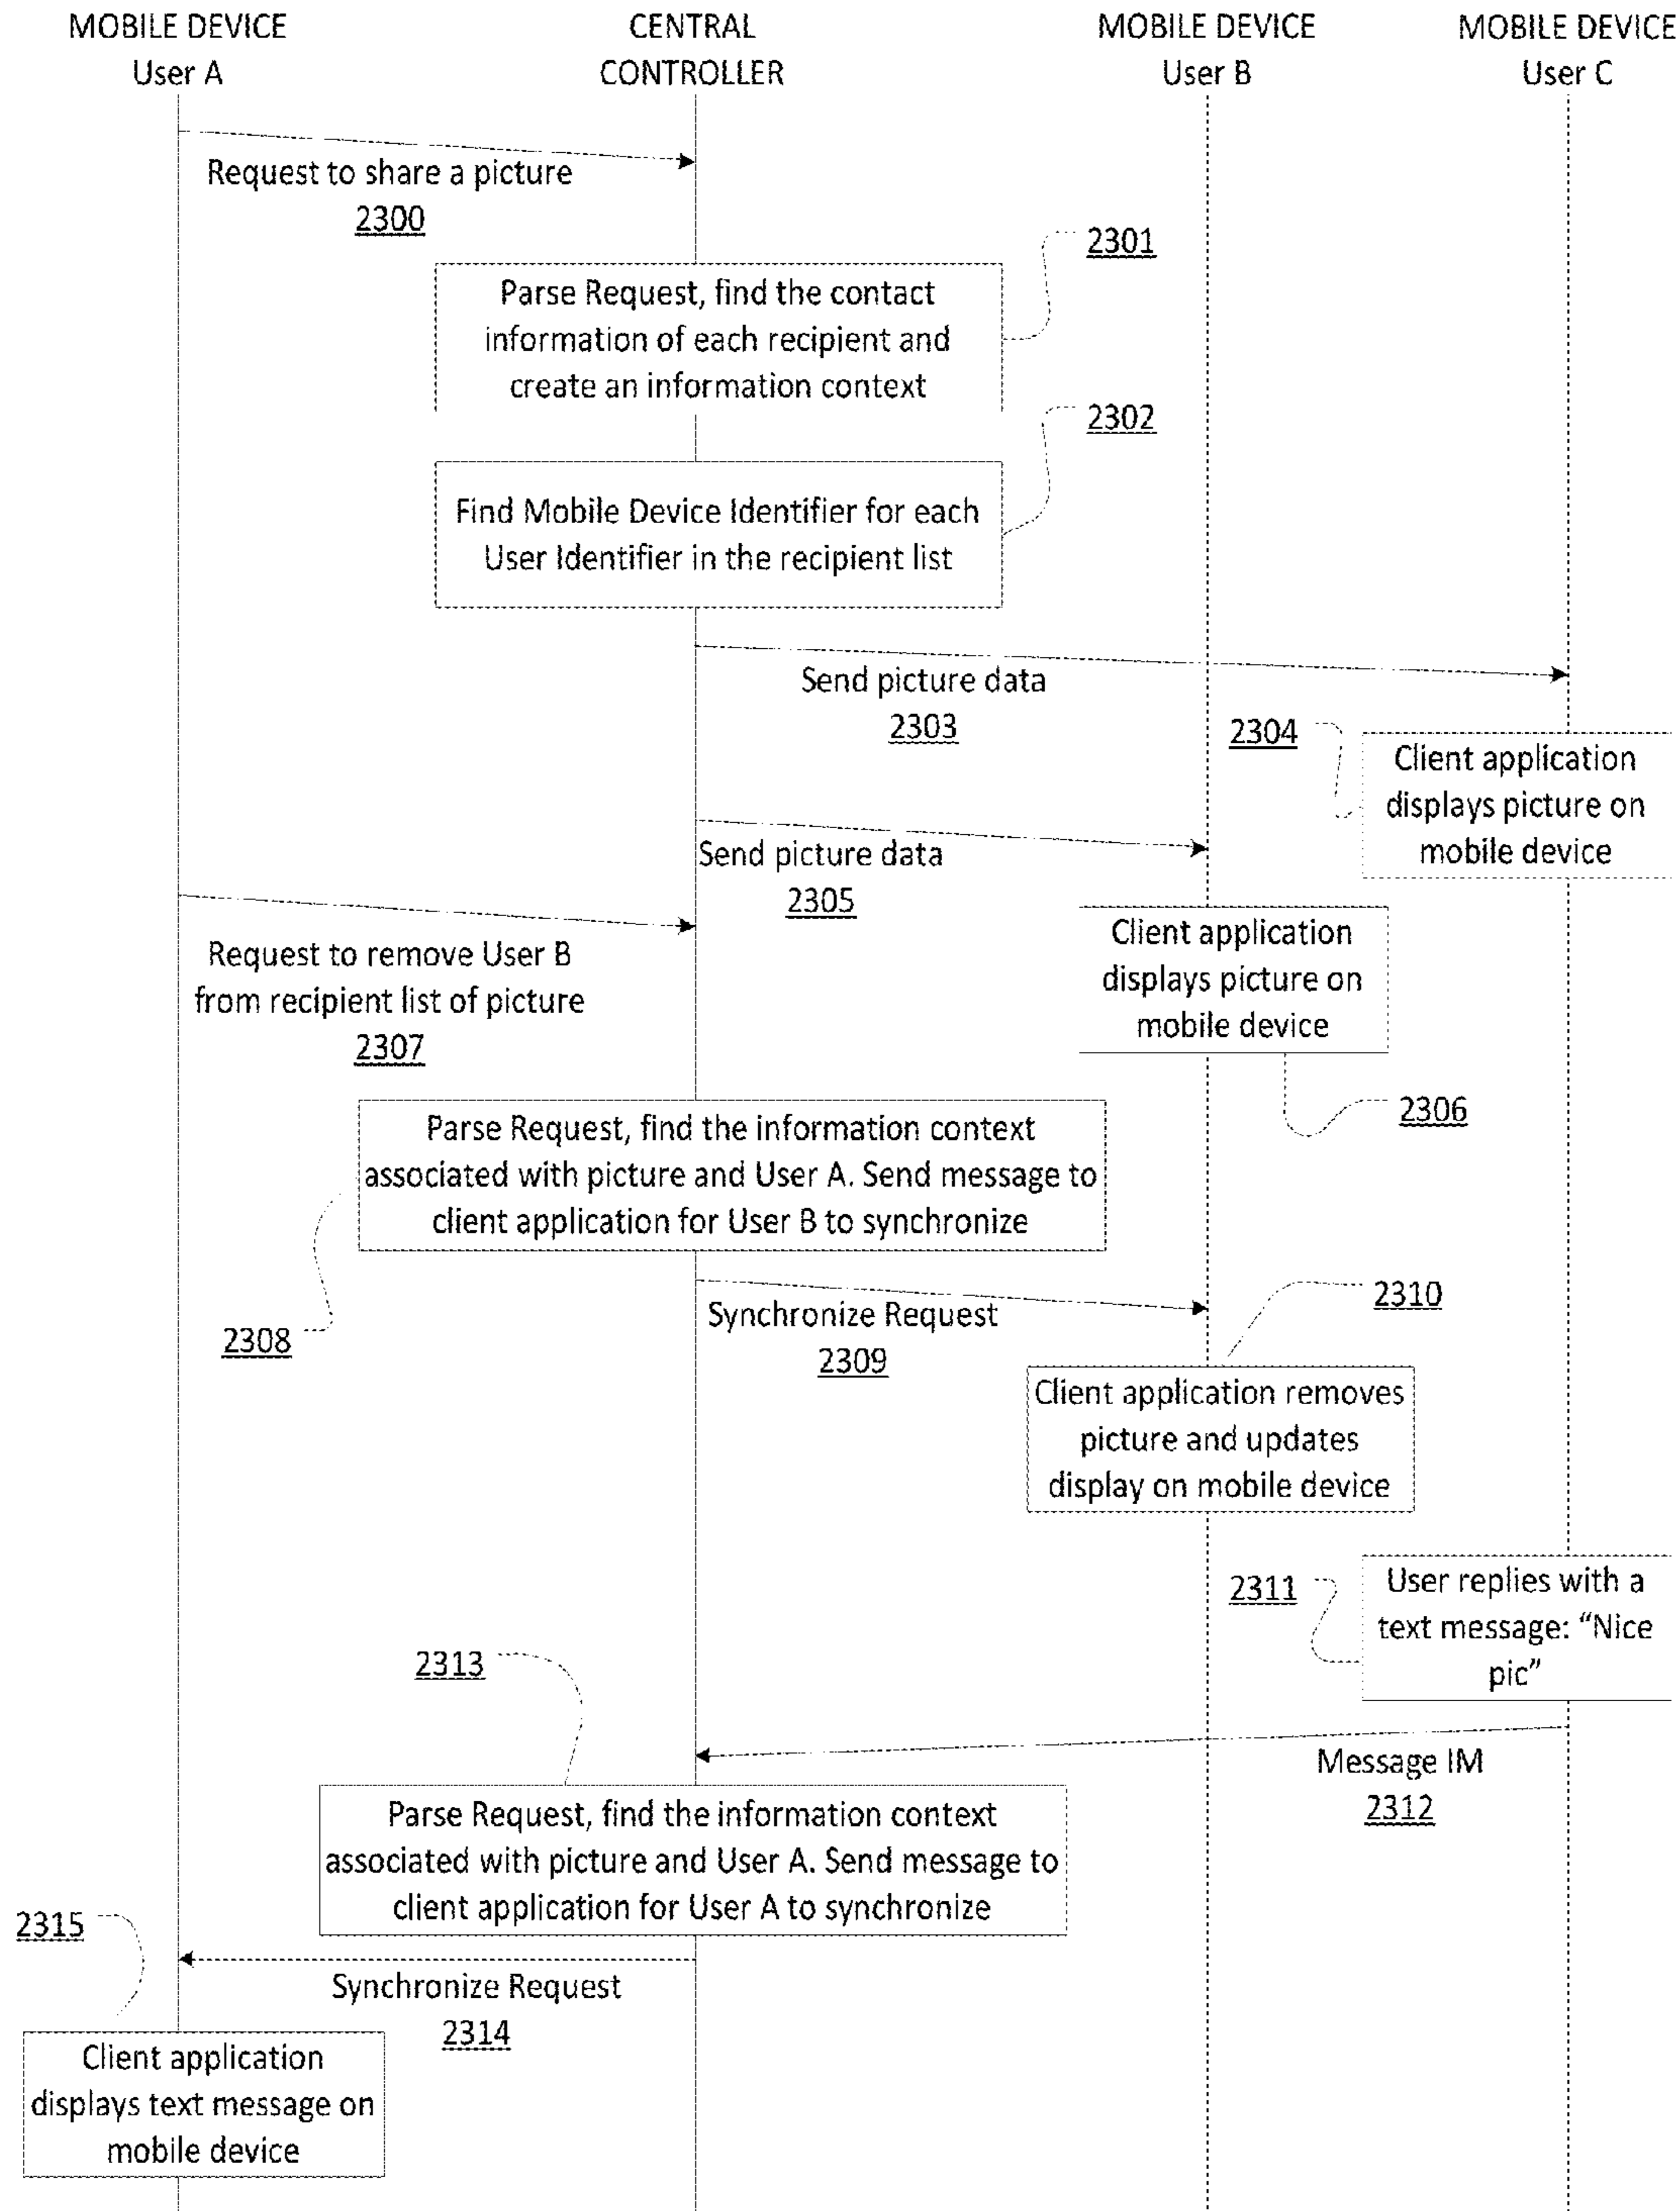 MOBILE DEVICE
User A
CENTRAL
CONTROLLER
MOBILE DEVICE
User B
MOBILE DEVICE
User C
Request to share a picture
2300
2301
Parse Request, find the contact
information of each recipient and
create an information context
2302
Find Mobile Device Identifier for each
User Identifier in the recipient list
Send picture data
2303
2304
Client application
displays picture on
mobile device
Send picture data
2305
Request to remove User B
from recipient list of picture
2307
Client application
displays picture on
mobile device
2306
Parse Request, find the information context
associated with picture and User A. Send message to
client application for User B to synchronize
2308
Synchronize Request
2309
2310
Client application removes
picture and updates
display on mobile device
2311
User replies with a
text message: “Nice
pic”
Message IM
2312
2313
Parse Request, find the information context
associated with picture and User A. Send message to
client application for User A to synchronize
Synchronize Request
2314
2315
Client application
displays text message on
mobile device